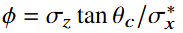 ϕ = σ_z tan θ_c/σ_x^*